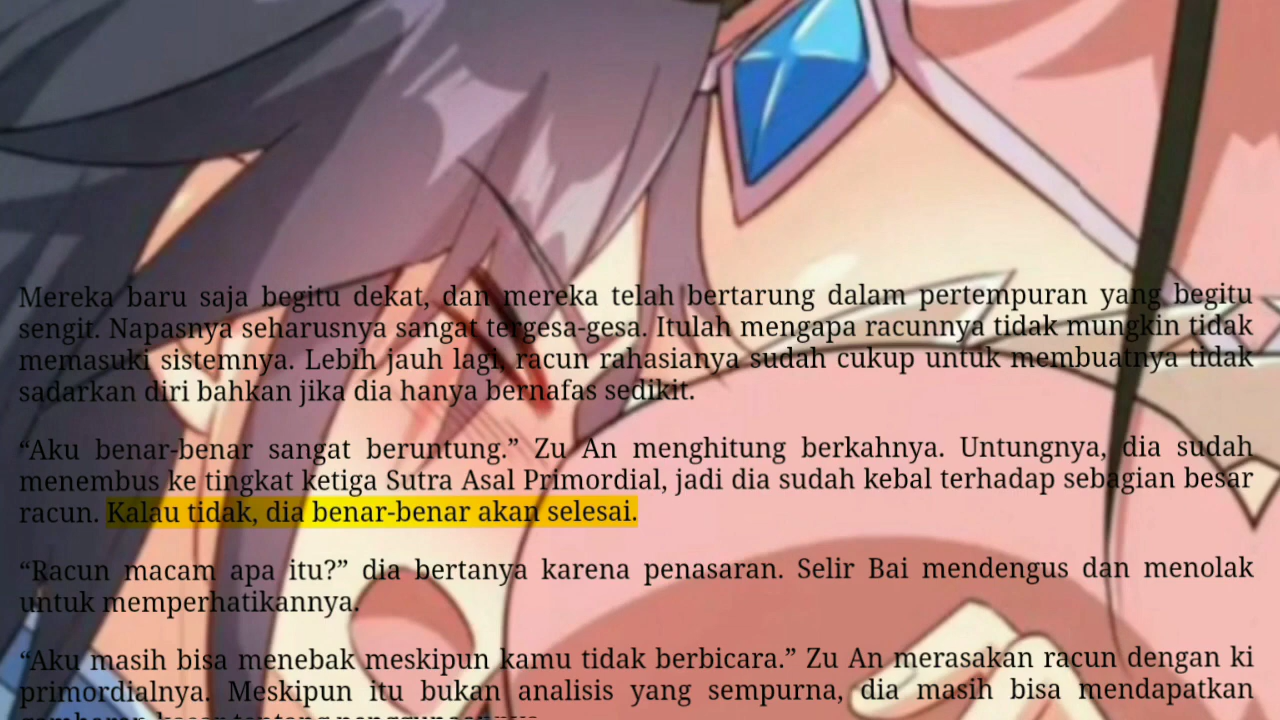 Mereka baru saja begitu dekat, dan mereka telah bertarung dalam pertempuran yang begitu
sengit. Napasnya seharusnya sangat tergesa-gesa. Itulah mengapa racunnya tidak mungkin tidak
memasuki sistemnya. Lebih jauh lagi, racun rahasianya sudah cukup untuk membuatnya tidak
sadarkan diri bahkan jika dia hanya bernafas sedikit.
“Aku benar-benar sangat beruntung.” Zu An menghitung berkahnya. Untungnya, dia sudah
menembus ke tingkat ketiga Sutra Asal Primordial, jadi dia sudah kebal terhadap sebagian besar
racun. Kalau tidak, dia benar-benar akan selesai.
“Racun macam apa itu?” dia bertanya karena penasaran. Selir Bai mendengus dan menolak
untuk memperhatikannya.
“Aku masih bisa menebak meskipun kamu tidak berbicara.” Zu An merasakan racun dengan ki
primordialnya. Meskipun itu bukan analisis yang sempurna, dia masih bisa mendapatkan